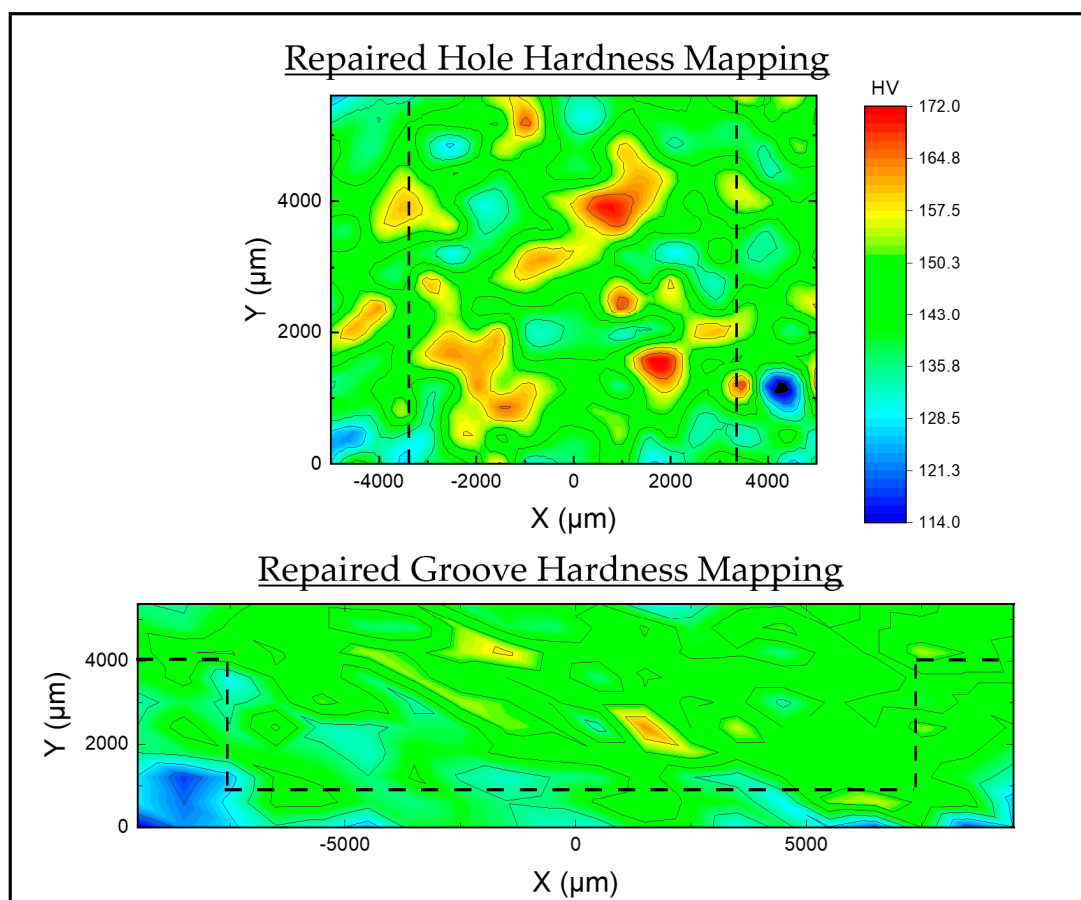 Repaired Hole Hardness Mapping
HV
172.0
164.8
157.5
150.3
143.0
135.8
128.5
121.3
114.0
Y (µm)
4000
2000
0
-4000 -2000 0 2000 4000
X (µm)
Repaired Groove Hardness Mapping
Y (µm)
4000
2000
0
-5000 0 5000
X (µm)